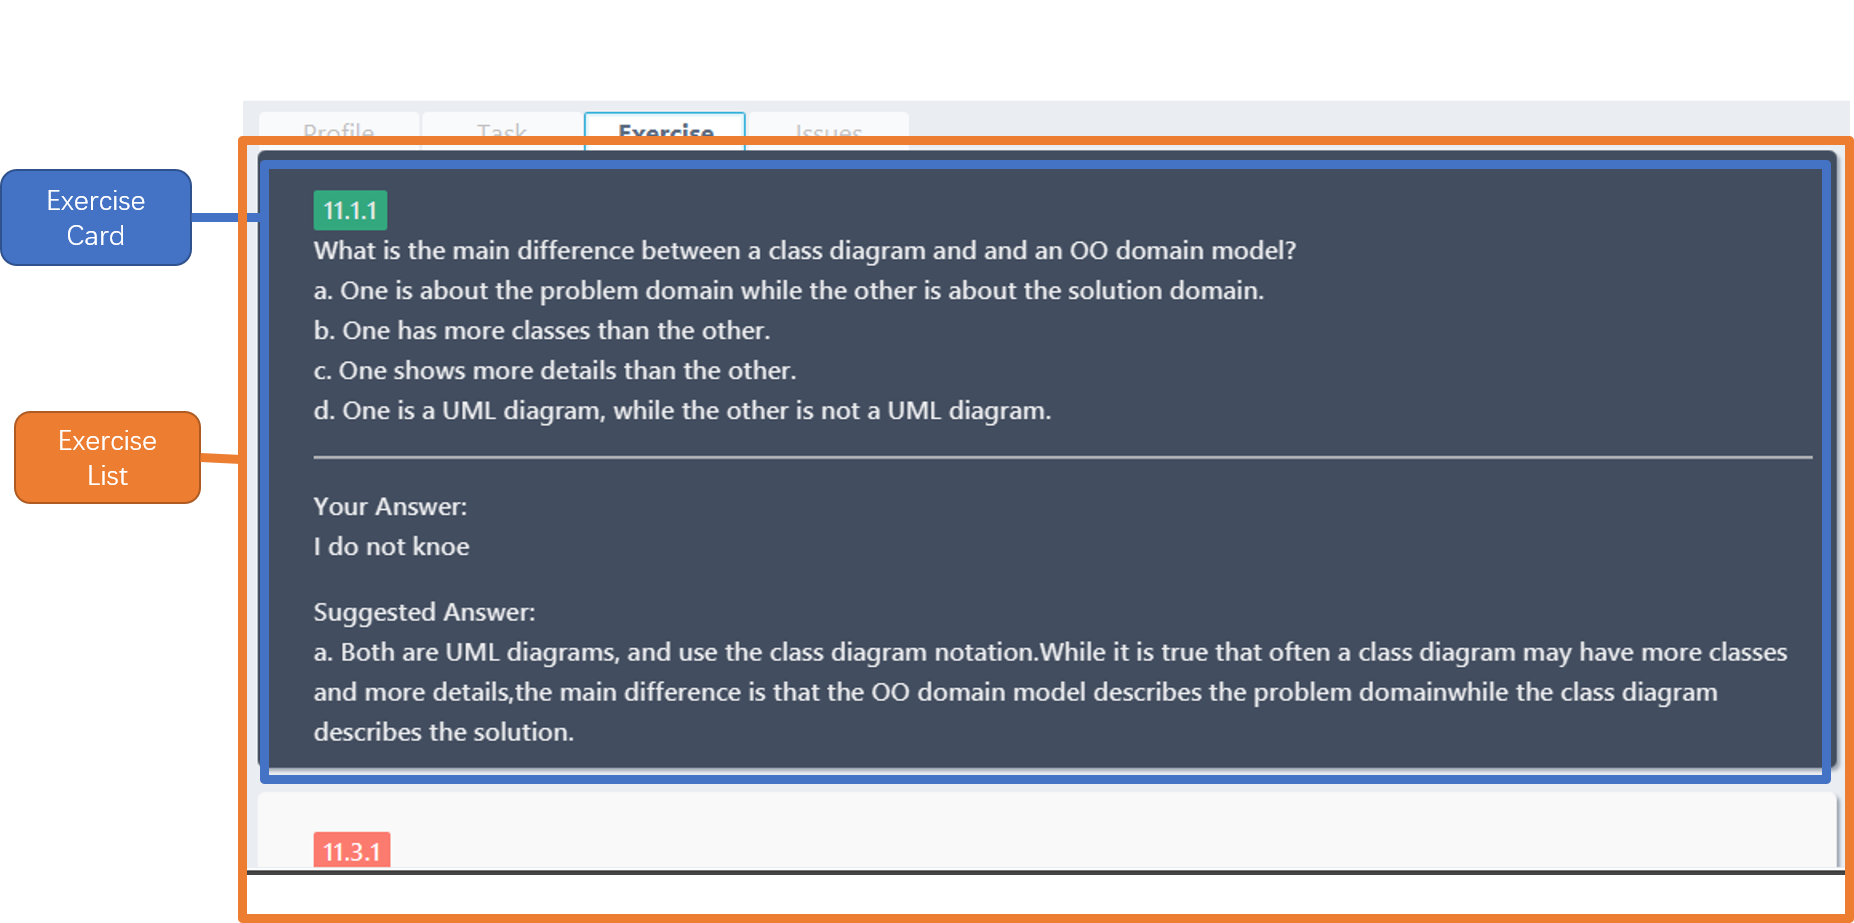 Profile
Task
Exercise
Issues
Exercise
Card
11.1.1
What is the main difference between a class diagram and and an OO domain model?
a. One is about the problem domain while the other is about the solution domain.
b. One has more classes than the other.
c. One shows more details than the other.
d. One is a UML diagram, while the other is not a UML diagram.
Exercise
List
Your Answer:
I do not knoe
Suggested Answer:
a. Both are UML diagrams, and use the class diagram notation.While it is true that often a class diagram may have more classes
and more details,the main difference is that the OO domain model describes the problem domainwhile the class diagram
describes the solution.
11.3.1